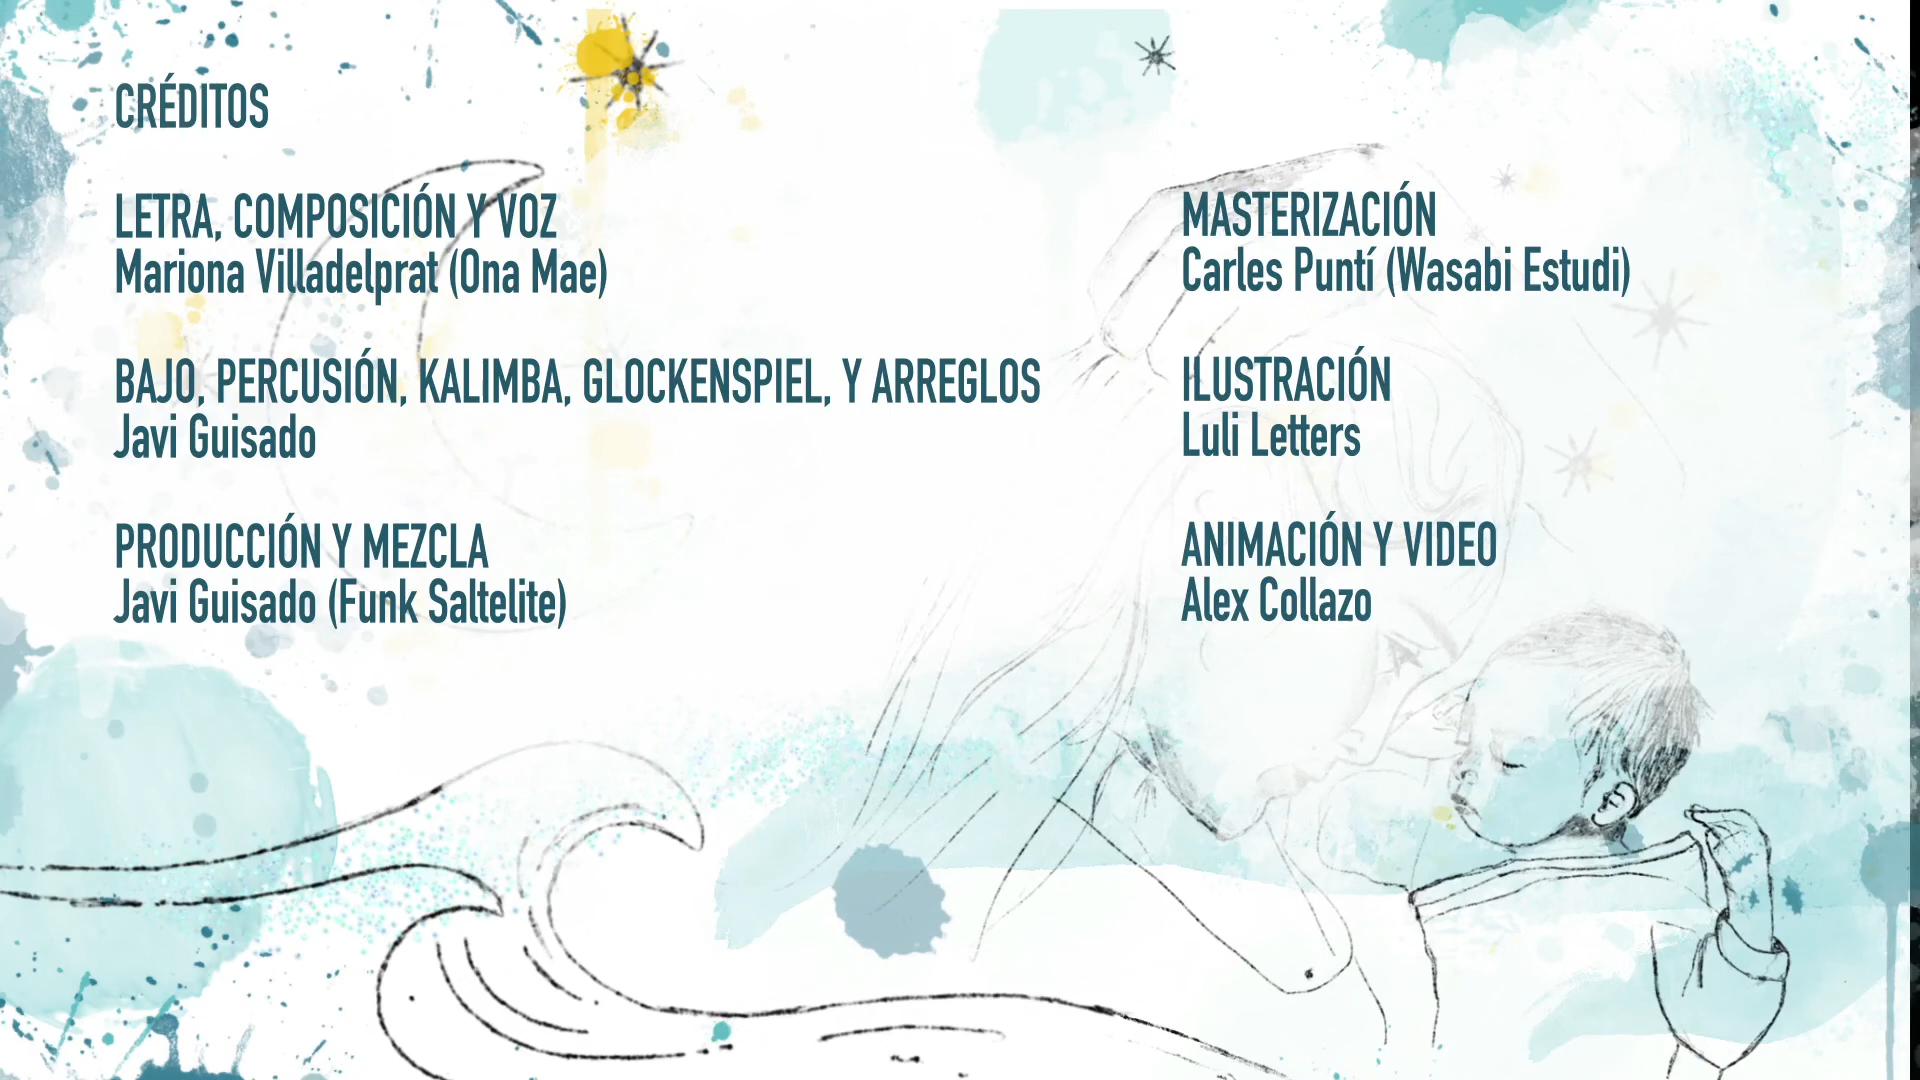 CRÉDITOS
LETRA, COMPOSICIÓN Y VOZ
Mariona Villadelprat (Ona Mae)
BAJO, PERCUSIÓN, KALIMBA, GLOCKENSPIEL, Y ARREGLOS
Javi Guisado
PRODUCCIÓN Y MEZCLA
Javi Guisado (Funk Saltelite)
MASTERIZACIÓN
Carles Puntí (Wasabi Estudi)
ILUSTRACIÓN
Luli Letters
ANIMACIÓN Y VIDEO
Alex Collazo